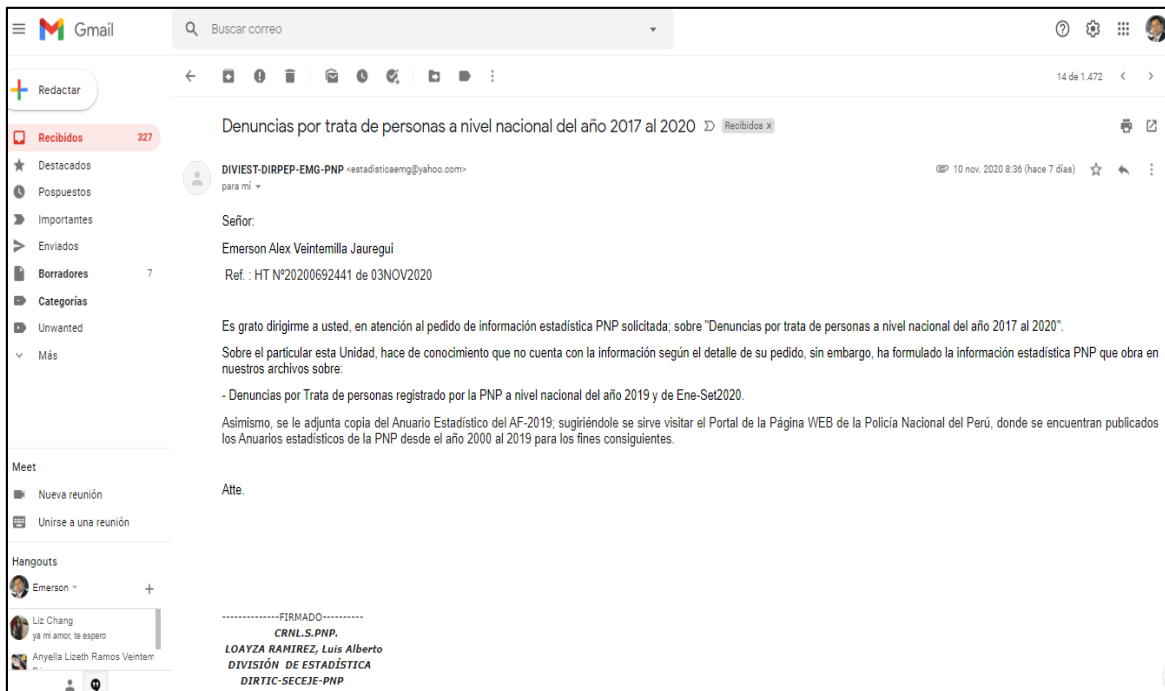 Gmail
Buscar correo
Redactar
14 de 1.472
Recibidos 327
Destacados
Pospuestos
Importantes
Enviados
Borradores 7
Categorías
Unwanted
Más
Denuncias por trata de personas a nivel nacional del año 2017 al 2020 Recibidos x
DIVIEST-DIRPEP-EMG-PNP <estadisticaemg@yahoo.com>
10 nov. 2020 8:36 (hace 7 días)
para mí
Señor:
Emerson Alex Veintemilla Jauregui
Ref. : HT Nº20200692441 de 03NOV2020
Es grato dirigirme a usted, en atención al pedido de información estadística PNP solicitada; sobre "Denuncias por trata de personas a nivel nacional del año 2017 al 2020".
Sobre el particular esta Unidad, hace de conocimiento que no cuenta con la información según el detalle de su pedido, sin embargo, ha formulado la información estadística PNP que obra en
nuestros archivos sobre:
- Denuncias por Trata de personas registrado por la PNP a nivel nacional del año 2019 y de Ene-Set2020.
Asimismo, se le adjunta copia del Anuario Estadístico del AF-2019; sugiriéndole se sirve visitar el Portal de la Página WEB de la Policía Nacional del Perú, donde se encuentran publicados
los Anuarios estadísticos de la PNP desde el año 2000 al 2019 para los fines consiguientes.
Atte.
--------------FIRMADO----------
CRNL.S.PNP.
LOAYZA RAMIREZ, Luis Alberto
DIVISIÓN DE ESTADÍSTICA
DIRTIC-SECEJE-PNP
Meet
Nueva reunión
Unirse a una reunión
Hangouts
Emerson
Liz Chang
ya mi amor, te espero
Anyella Lizeth Ramos Veintem